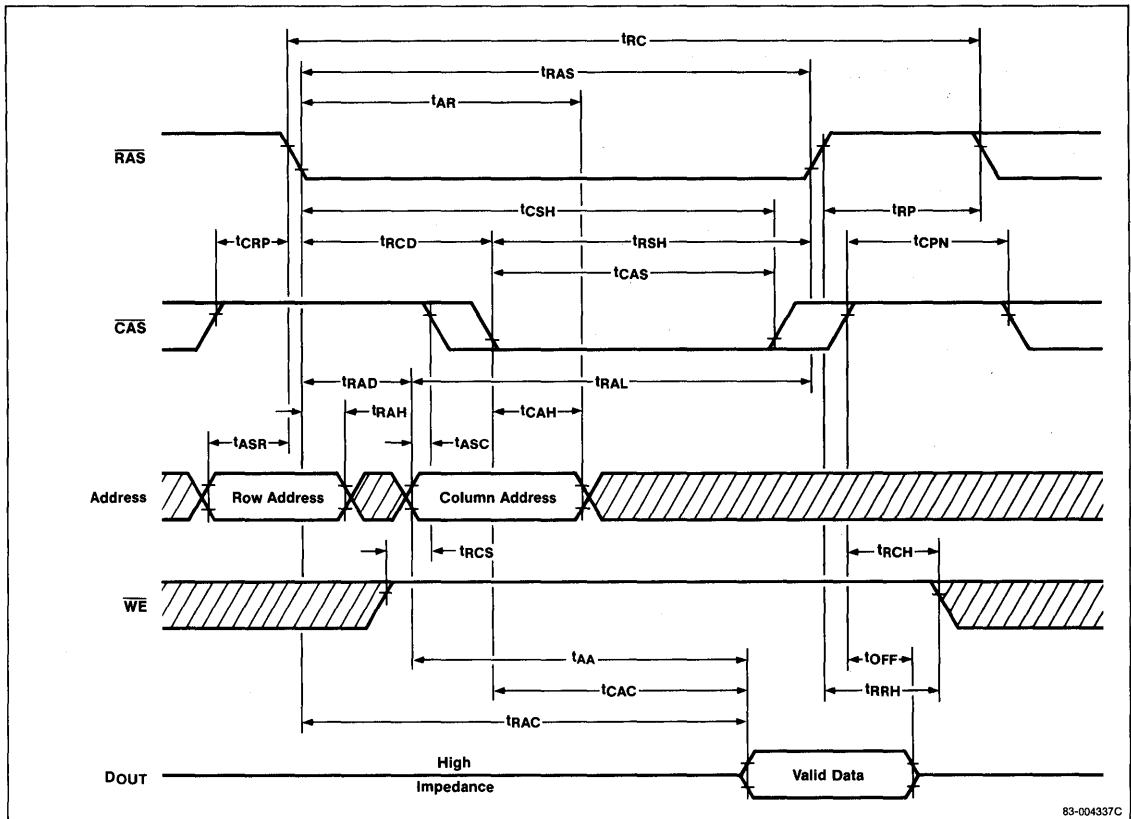 tRC
tRAS
tAR
RAS
tCSH
tRP
tCRP
tRCD
tRSH
tCPN
tCAS
CAS
tRAD
tRAL
tRAH
tCAH
tASR
tASC
Address
Row Address
Column Address
tRCS
tRCH
WE
tAA
tOFF
tCAC
tRRH
tRAC
DOUT
High
Impedance
Valid Data
83-004337C